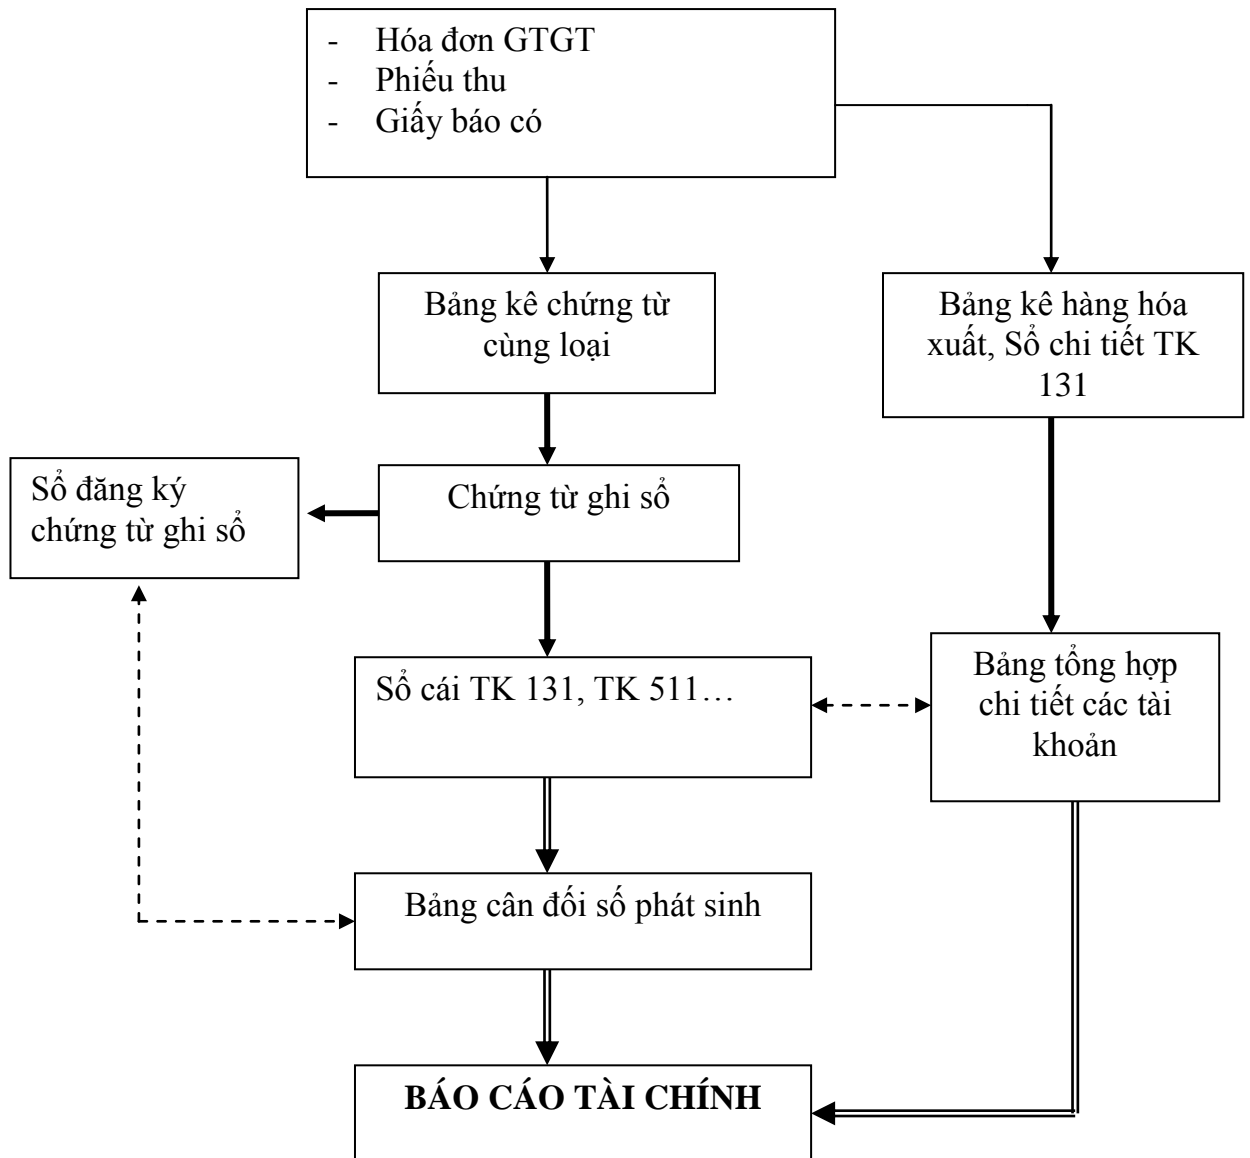 - Hóa đơn GTGT
- Phiếu thu
- Giấy báo có
Bảng kê chứng từ
cùng loại
Bảng kê hàng hóa
xuất, Sổ chi tiết TK
131
Sổ đăng ký
chứng từ ghi sổ
Chứng từ ghi sổ
Sổ cái TK 131, TK 511…
Bảng tổng hợp
chi tiết các tài
khoản
Bảng cân đối số phát sinh
BÁO CÁO TÀI CHÍNH